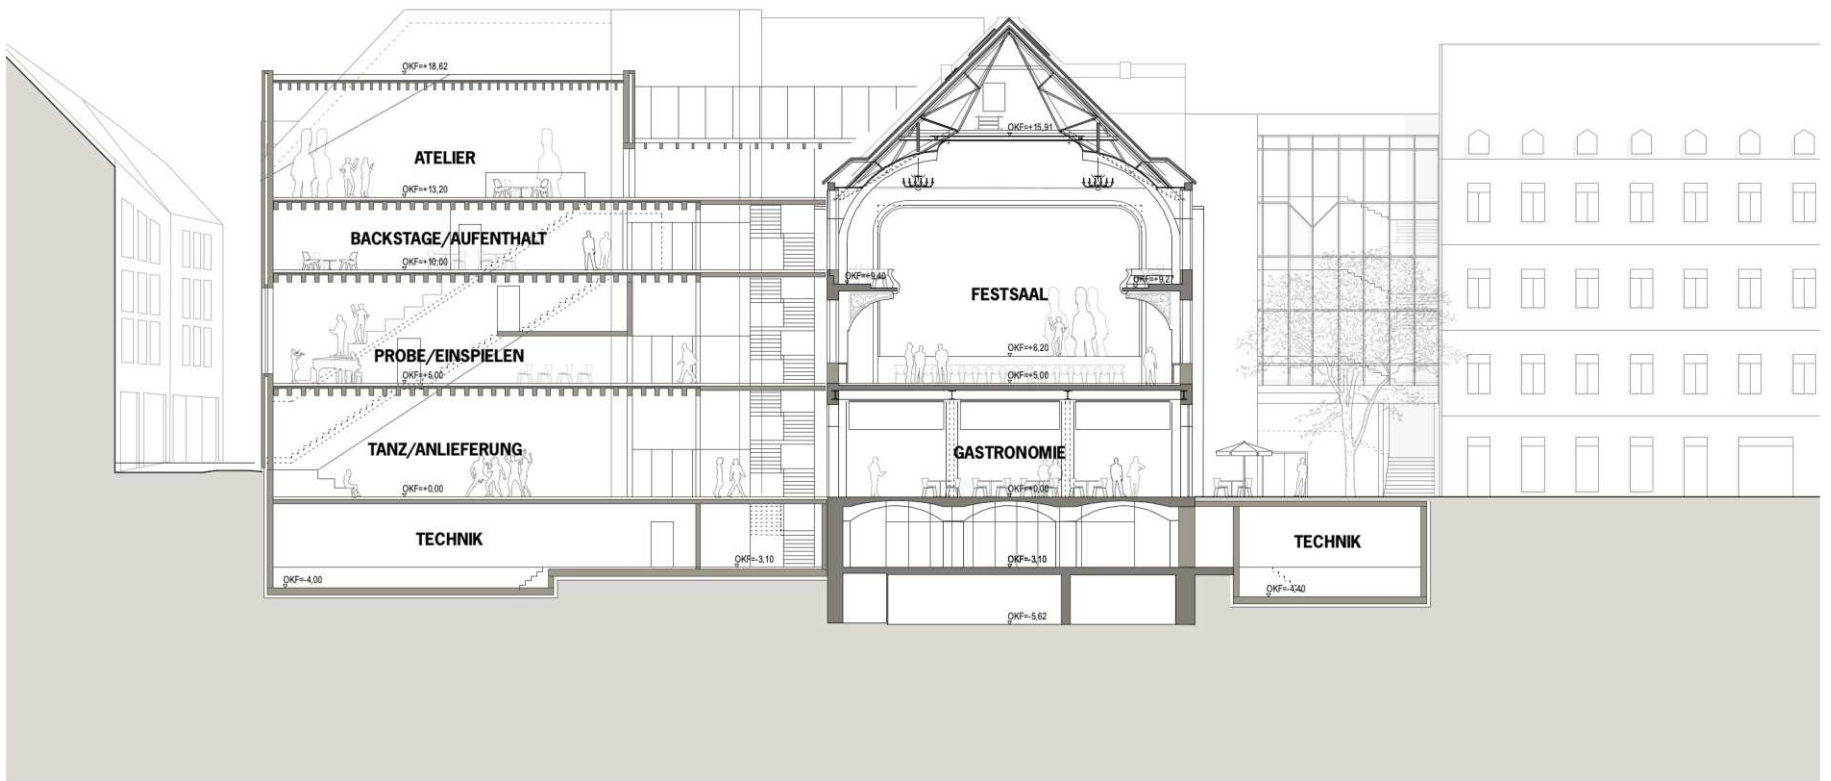 OKF=+18,62
ATELIER
OKF=+13,20
BACKSTAGE/AUFENTHALT
OKF=+10,00
PROBE/EINSPIELEN
OKF=+5,00
TANZ/ANLIEFERUNG
OKF=+0,00
TECHNIK
OKF=-4,00
OKF=-3,10
OKF=+15,91
OKF=+9,40
OKF=+9,27
FESTSAAL
OKF=+6,20
OKF=+5,00
GASTRONOMIE
OKF=+0,00
OKF=-3,10
OKF=-5,62
TECHNIK
OKF=-4,40